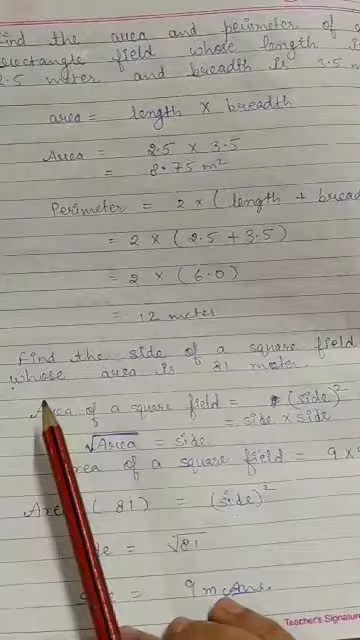 Find the area and perimeter of a
rectangle field whose length is
2.5 meter and breadth is 3.5 m
area = length × breadth
Area = 2.5 × 3.5
= 8.75 m²
Perimeter = 2 × ( length + bread
= 2 × ( 2.5 + 3.5 )
= 2 × ( 6.0 )
= 12 meter
Find the side of a square field
whose area is 81 meter.
Area of a square field = (side)²
= side × side
√Area = side
rea of a square field = 9 × 9
Are ( 81 ) = (side)²
de = √81
= 9 m
Teacher's Signature